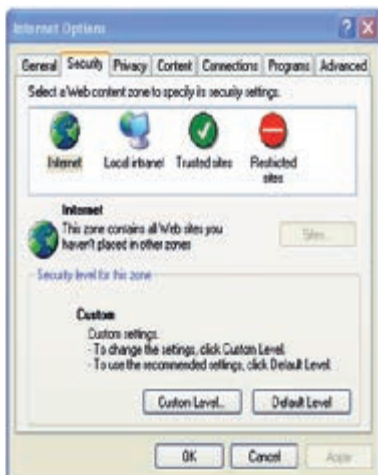 Internet Options
General Security Privacy Content Connections Programs Advanced
Select a Web content zone to specify its security settings.
Internet Local intranet Trusted sites Restricted sites
Internet
This zone contains all Web sites you
haven't placed in other zones
Sites...
Security level for this zone
Custom
Custom settings.
- To change the settings, click Custom Level.
- To use the recommended settings, click Default Level.
Custom Level... Default Level
OK Cancel Apply